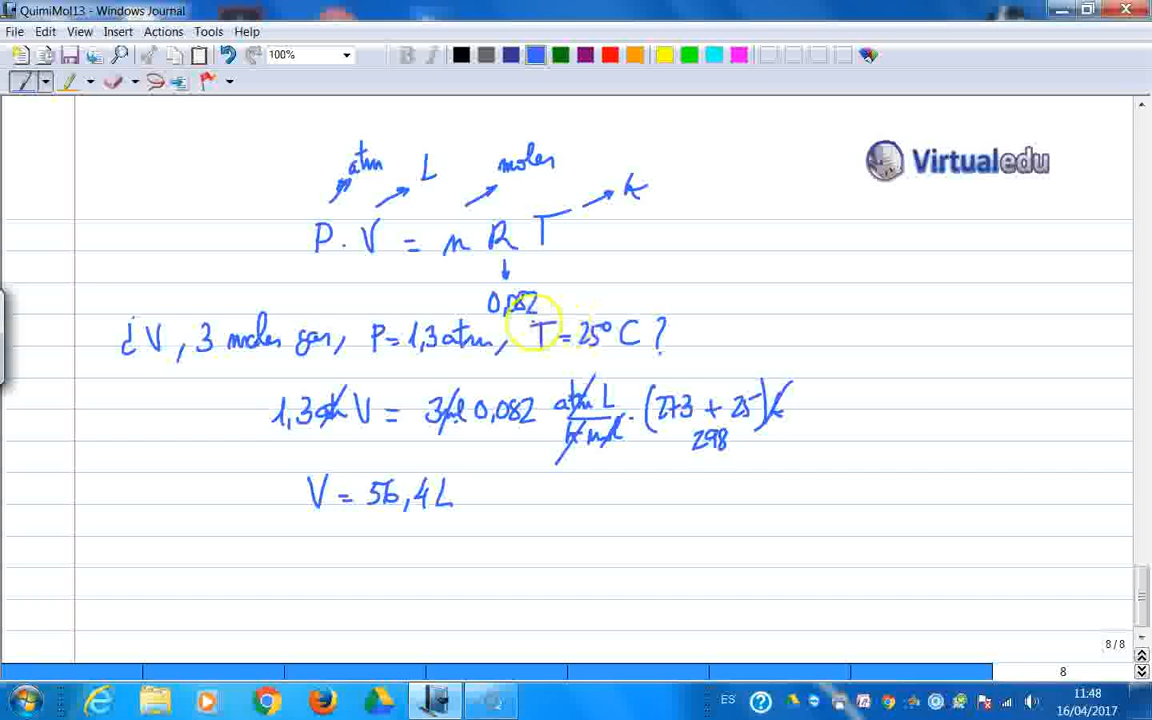 QuimiMol13 - Windows Journal
File Edit View Insert Actions Tools Help
100%
atm L moles K
P . V = n R T
0,082
¿ V , 3 moles gas, P = 1,3 atm, T = 25º C ?
1,3 atm V = 3 mol 0,082 atm L / K mol . (273 + 25) K
298
V = 56,4 L
Virtualedu
8 / 8
8
ES
11:48
16/04/2017